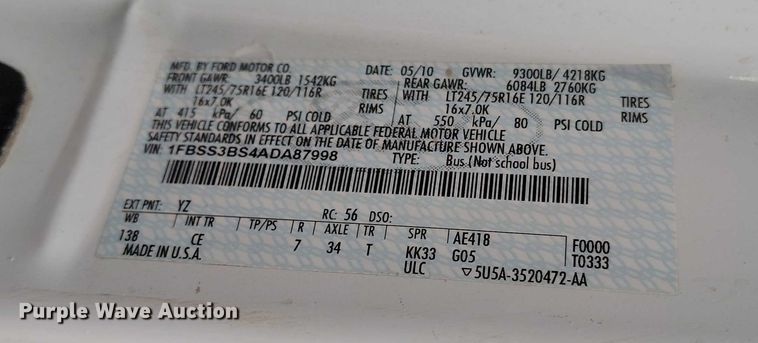 MFD. BY FORD MOTOR CO. DATE: 05/10 GVWR: 9300LB/ 4218KG
FRONT GAWR: 3400LB 1542KG REAR GAWR: 6084LB 2760KG
WITH LT245/75R16E 120/116R TIRES WITH LT245/75R16E 120/116R TIRES
16x7.0K RIMS 16x7.0K RIMS
AT 415 kPa/ 60 PSI COLD AT 550 kPa/ 80 PSI COLD
THIS VEHICLE CONFORMS TO ALL APPLICABLE FEDERAL MOTOR VEHICLE
SAFETY STANDARDS IN EFFECT ON THE DATE OF MANUFACTURE SHOWN ABOVE.
VIN: 1FBSS3BS4ADA87998 TYPE: Bus (Not school bus)
EXT PNT: YZ RC: 56 DSO:
WB INT TR TP/PS R AXLE TR SPR AE418 F0000
138 CE 7 34 T KK33 G05 T0333
MADE IN U.S.A. ULC 5U5A-3520472-AA
Purple Wave Auction